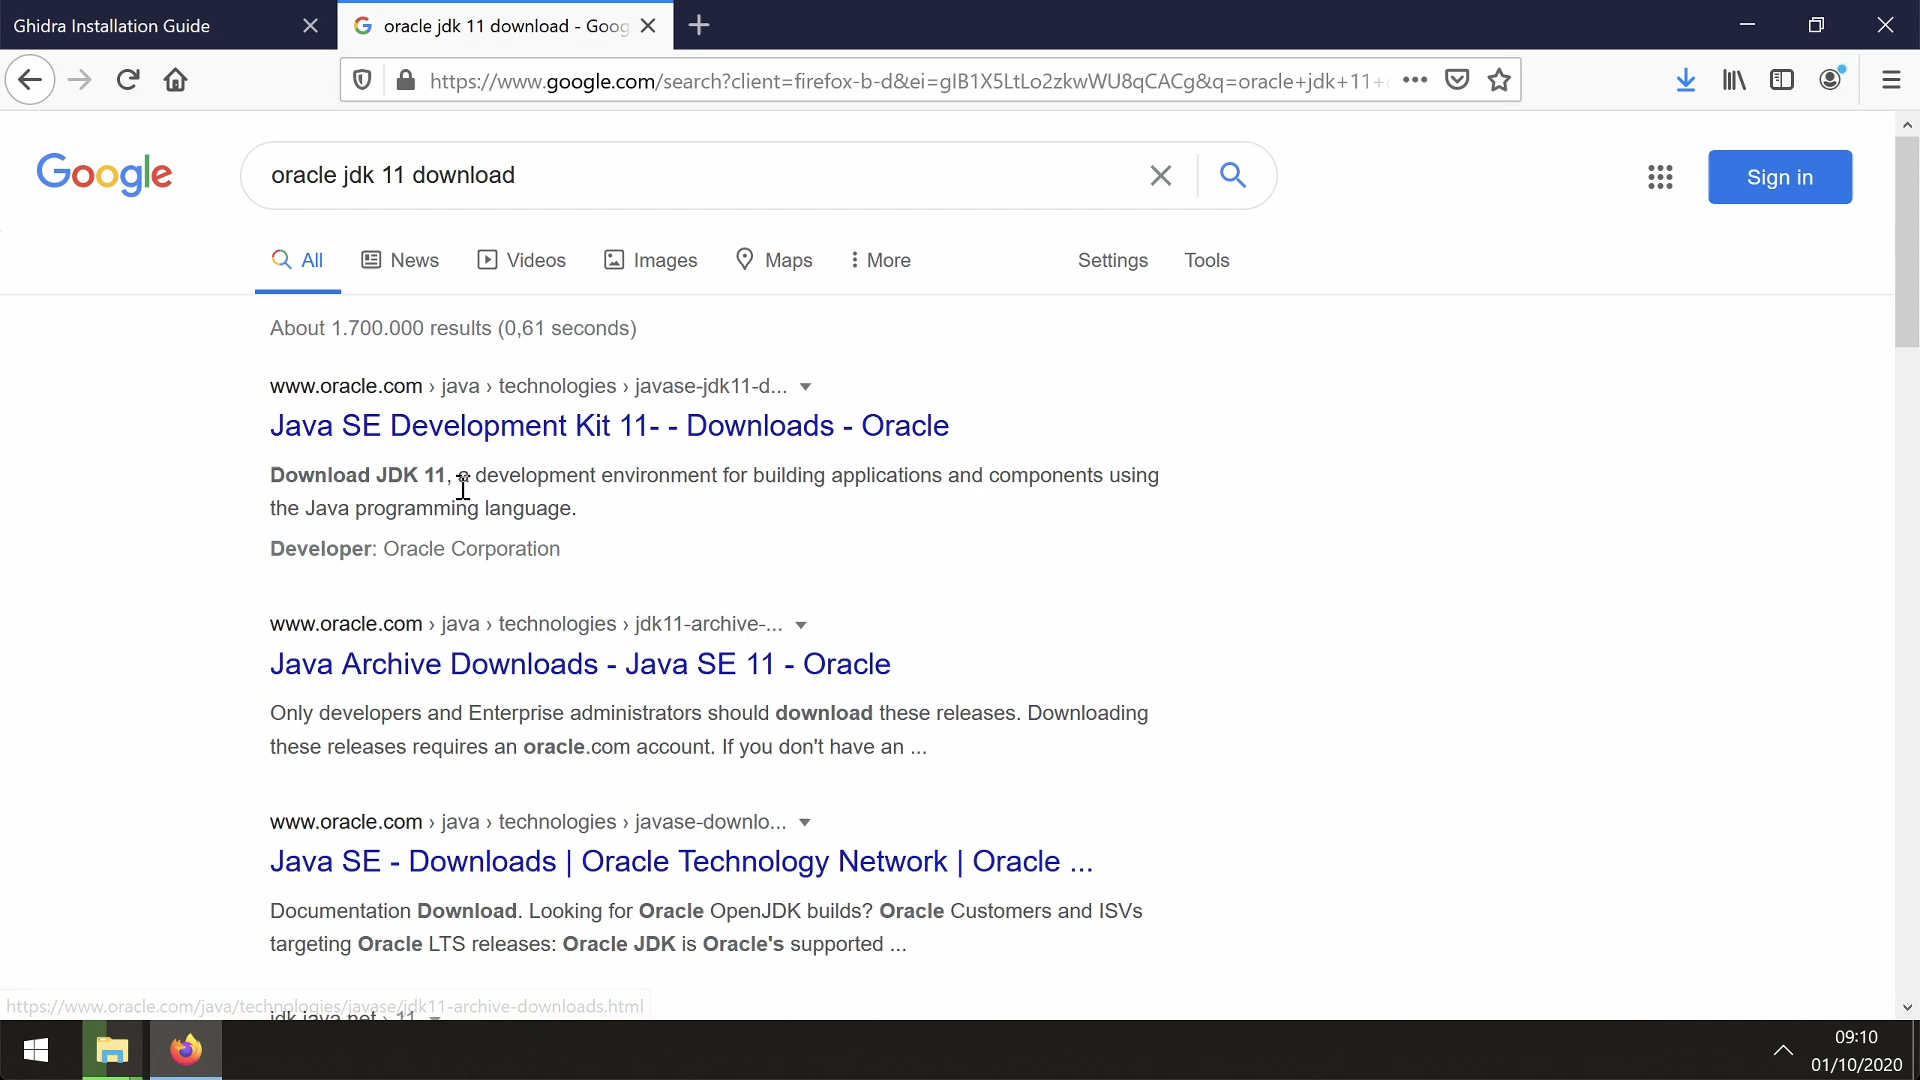 Ghidra Installation Guide
oracle jdk 11 download - Goog
https://www.google.com/search?client=firefox-b-d&ei=gIB1X5LtLo2zkwWU8qCACg&q=oracle+jdk+11+
Google
oracle jdk 11 download
Sign in
All
News
Videos
Images
Maps
More
Settings
Tools
About 1.700.000 results (0,61 seconds)
www.oracle.com › java › technologies › javase-jdk11-d...
Java SE Development Kit 11- - Downloads - Oracle
Download JDK 11, a development environment for building applications and components using
the Java programming language.
Developer: Oracle Corporation
www.oracle.com › java › technologies › jdk11-archive-...
Java Archive Downloads - Java SE 11 - Oracle
Only developers and Enterprise administrators should download these releases. Downloading
these releases requires an oracle.com account. If you don't have an ...
www.oracle.com › java › technologies › javase-downlo...
Java SE - Downloads | Oracle Technology Network | Oracle ...
Documentation Download. Looking for Oracle OpenJDK builds? Oracle Customers and ISVs
targeting Oracle LTS releases: Oracle JDK is Oracle's supported ...
https://www.oracle.com/java/technologies/javase/jdk11-archive-downloads.html
jdk.java.net › 11
09:10
01/10/2020